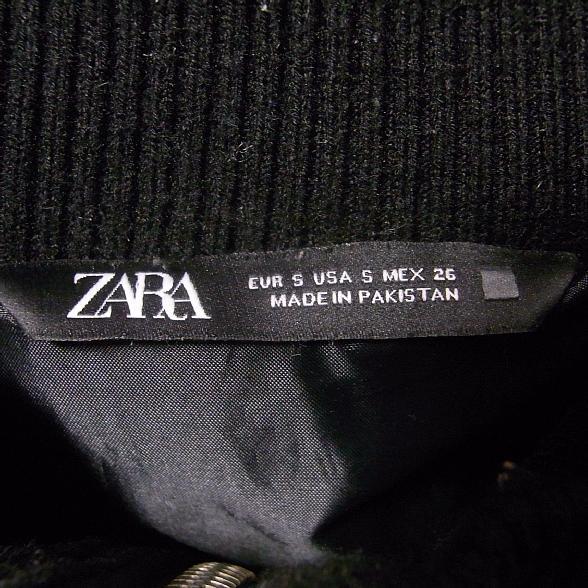 ZARA
EUR S USA S MEX 26
MADE IN PAKISTAN